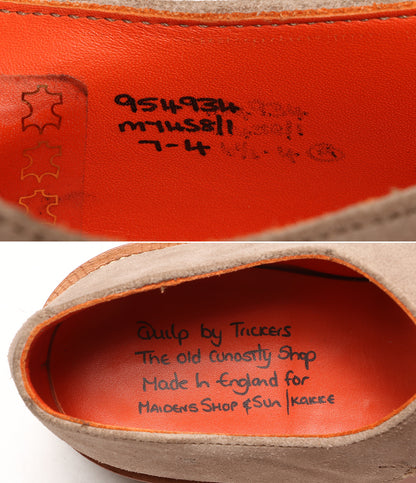 954934
M7458/1
7-4
Quilp by Trickers
The old Curiosity Shop
Made in England for
MAIDENS SHOP & Sun / KAKKE